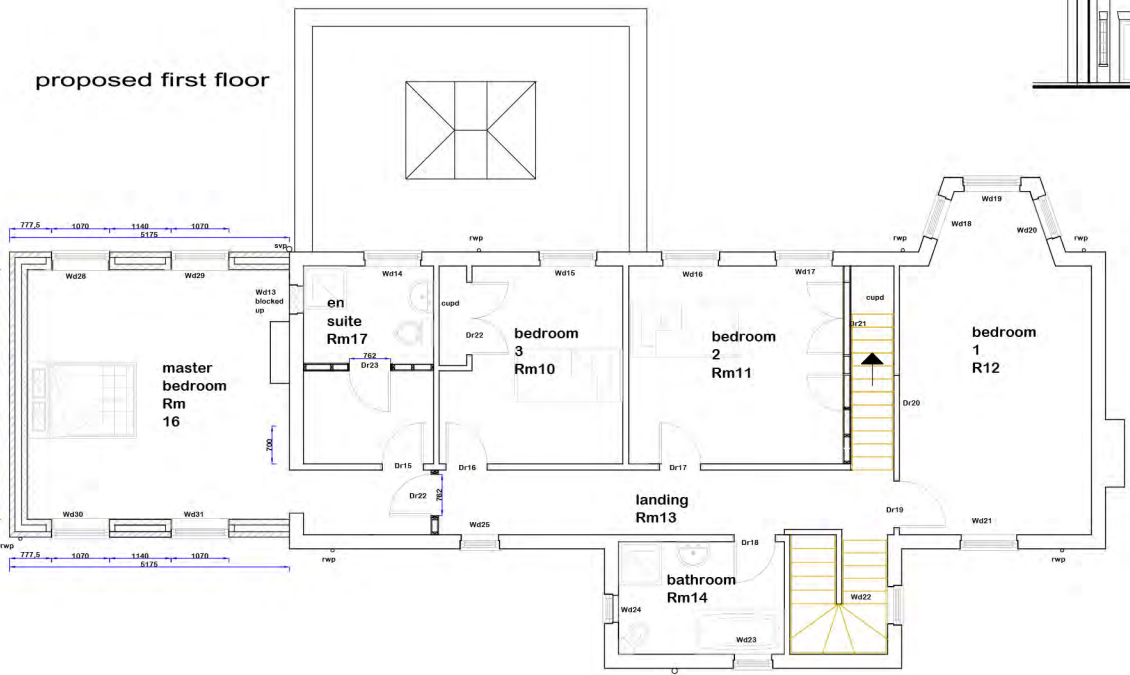 proposed first floor
777,5
1070
1140
1070
5175
svp
rwp
rwp
rwp
Wd28
Wd29
Wd13
blocked
up
Wd14
Wd15
Wd16
Wd17
Wd18
Wd19
Wd20
en
suite
Rm17
cupd
Dr22
bedroom
3
Rm10
bedroom
2
Rm11
Dr21
cupd
bedroom
1
R12
master
bedroom
Rm
16
762
Dr23
Dr20
700
Dr15
Dr16
Dr17
Dr22
762
landing
Rm13
Dr19
Wd30
Wd31
Wd25
Dr18
Wd21
rwp
rwp
rwp
777,5
1070
1140
1070
5175
bathroom
Rm14
Wd24
Wd23
Wd22